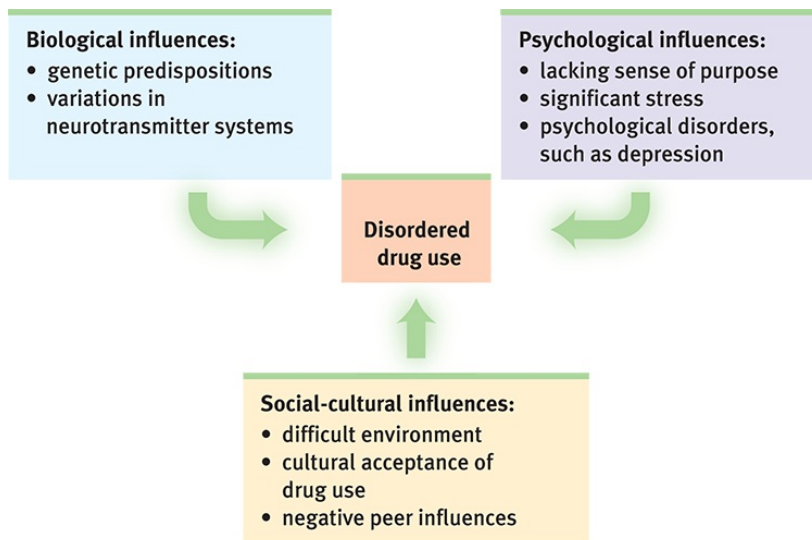 Biological influences:
• genetic predispositions
• variations in
neurotransmitter systems
Psychological influences:
• lacking sense of purpose
• significant stress
• psychological disorders,
such as depression
Disordered
drug use
Social-cultural influences:
• difficult environment
• cultural acceptance of
drug use
• negative peer influences